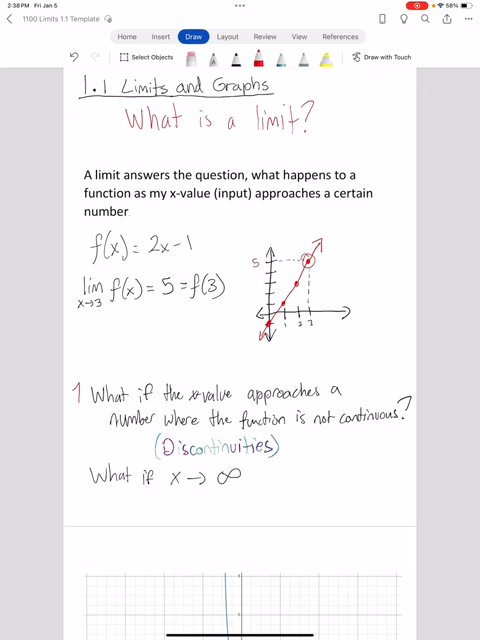 2:38 PM Fri Jan 5
58%
1100 Limits 1.1 Template
Home Insert Draw Layout Review View References
Select Objects
Draw with Touch
1.1 Limits and Graphs
What is a limit?
A limit answers the question, what happens to a
function as my x-value (input) approaches a certain
number.
f(x) = 2x-1
lim f(x) = 5 = f(3)
x→3
5
1 2 3
1 What if the x-value approaches a
number where the function is not continuous?
(Discontinuities)
What if x → ∞